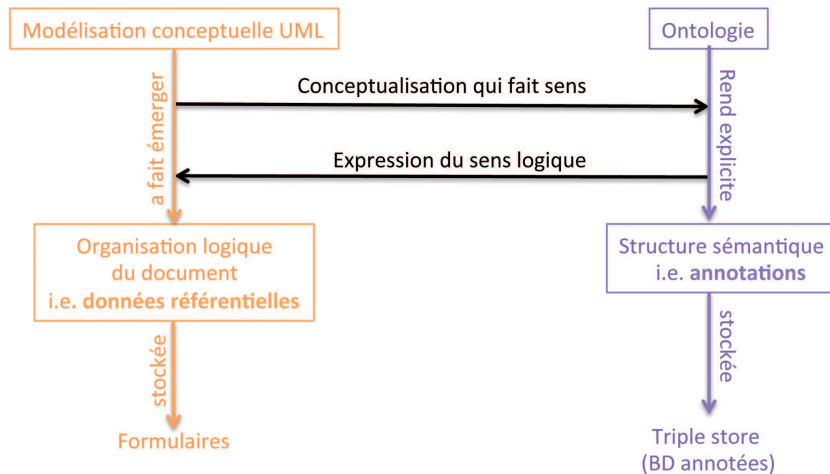 Modélisation conceptuelle UML
Ontologie
Conceptualisation qui fait sens
a fait émerger
Rend explicite
Expression du sens logique
Organisation logique
du document
i.e. données référentielles
Structure sémantique
i.e. annotations
stockée
stockée
Formulaires
Triple store
(BD annotées)